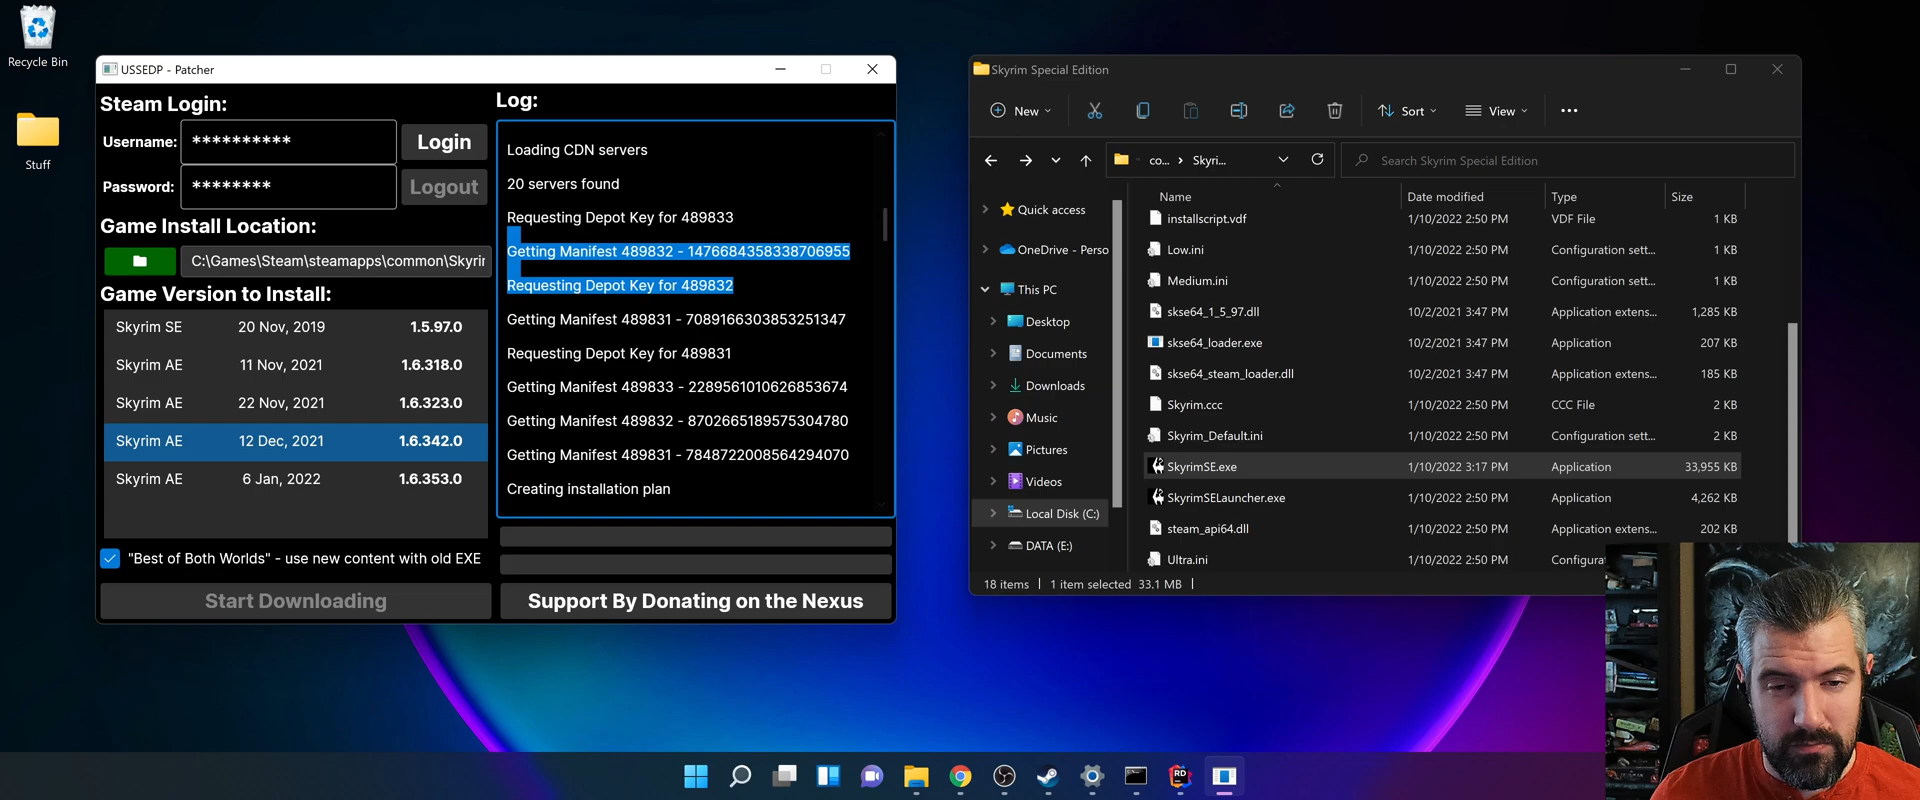 Recycle Bin
Stuff
USSEDP - Patcher
Steam Login:
Username: ********** Login
Password: ******** Logout
Game Install Location:
C:\Games\Steam\steamapps\common\Skyrir
Game Version to Install:
Skyrim SE 20 Nov, 2019 1.5.97.0
Skyrim AE 11 Nov, 2021 1.6.318.0
Skyrim AE 22 Nov, 2021 1.6.323.0
Skyrim AE 12 Dec, 2021 1.6.342.0
Skyrim AE 6 Jan, 2022 1.6.353.0
"Best of Both Worlds" - use new content with old EXE
Start Downloading
Log:
Loading CDN servers
20 servers found
Requesting Depot Key for 489833
Getting Manifest 489832 - 1476684358338706955
Requesting Depot Key for 489832
Getting Manifest 489831 - 7089166303853251347
Requesting Depot Key for 489831
Getting Manifest 489833 - 2289561010626853674
Getting Manifest 489832 - 8702665189575304780
Getting Manifest 489831 - 7848722008564294070
Creating installation plan
Support By Donating on the Nexus
Skyrim Special Edition
New Sort View
co... Skyri... Search Skyrim Special Edition
Quick access
OneDrive - Perso
This PC
Desktop
Documents
Downloads
Music
Pictures
Videos
Local Disk (C:)
DATA (E:)
Name Date modified Type Size
installscript.vdf 1/10/2022 2:50 PM VDF File 1 KB
Low.ini 1/10/2022 2:50 PM Configuration sett... 1 KB
Medium.ini 1/10/2022 2:50 PM Configuration sett... 1 KB
skse64_1_5_97.dll 10/2/2021 3:47 PM Application extens... 1,285 KB
skse64_loader.exe 10/2/2021 3:47 PM Application 207 KB
skse64_steam_loader.dll 10/2/2021 3:47 PM Application extens... 185 KB
Skyrim.ccc 1/10/2022 2:50 PM CCC File 2 KB
Skyrim_Default.ini 1/10/2022 2:50 PM Configuration sett... 2 KB
SkyrimSE.exe 1/10/2022 3:17 PM Application 33,955 KB
SkyrimSELauncher.exe 1/10/2022 2:50 PM Application 4,262 KB
steam_api64.dll 1/10/2022 2:50 PM Application extens... 202 KB
Ultra.ini 1/10/2022 2:50 PM Configura
18 items 1 item selected 33.1 MB
RD